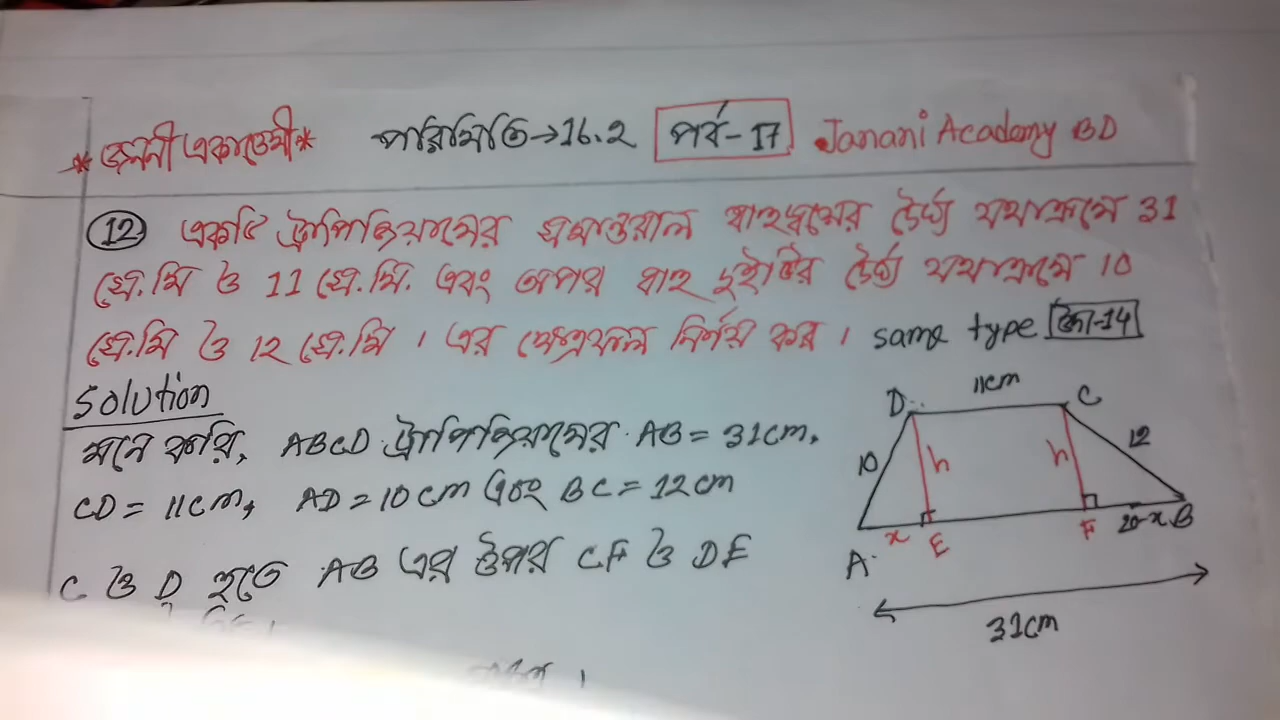 * জননী একাডেমী * পরিমিতি→16.2 পর্ব-17 Janani Academy BD
12 একটি ট্রাপিজিয়ামের সমান্তরাল বাহুদ্বয়ের দৈর্ঘ্য যথাক্রমে 31
সে.মি ও 11 সে.মি. এবং অপর বাহু দুইটির দৈর্ঘ্য যথাক্রমে 10
সে.মি ও 12 সে.মি । এর ক্ষেত্রফল নির্ণয় কর । same type
Solution
মনে করি, ABCD ট্রাপিজিয়ামের AB = 31cm,
CD = 11cm, AD = 10cm এবং BC = 12cm
C ও D হতে AB এর উপর CF ও DE
11cm
D C
10 h h 12
A x E F 20-x B
31cm